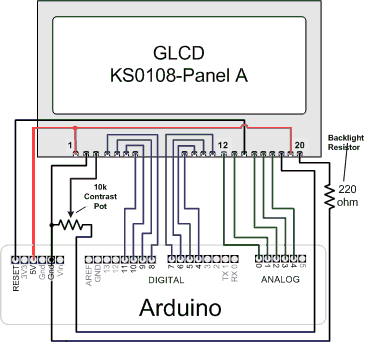 GLCD
KS0108-Panel A
1
12
20
Backlight
Resistor
10k
Contrast
Pot
220
ohm
RESET
3V3
5V
Gnd
Gnd
Vin
AREF
GND
13
12
11
10
9
8
7
6
5
4
3
2
TX 1
RX 0
0
1
2
3
4
5
DIGITAL
ANALOG
Arduino